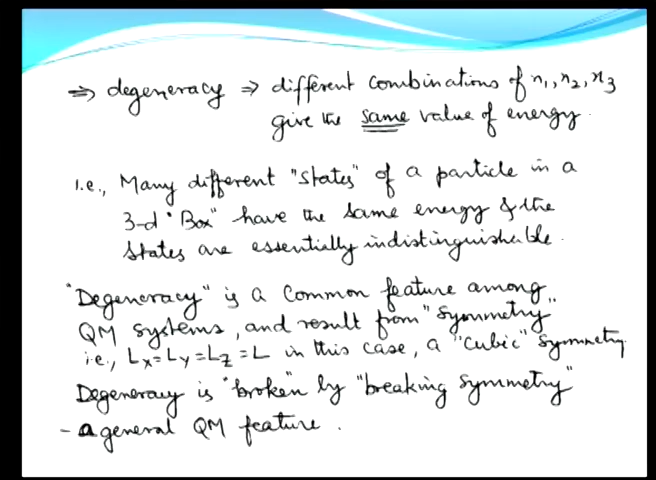 ⇒ degeneracy ⇒ different combinations of n₁, n₂, n₃
give the same value of energy.
i.e., Many different "states" of a particle in a
3-d "Box" have the same energy & the
states are essentially indistinguishable.
"Degeneracy" is a common feature among
QM systems, and result from "symmetry"
i.e., Lx=Ly=Lz=L in this case, a "cubic" symmetry
Degeneracy is "broken" by "breaking symmetry"
- a general QM feature.